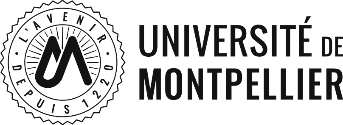 · L'AVENIR ·
DEPUIS 1220
UNIVERSITÉ DE
MONTPELLIER